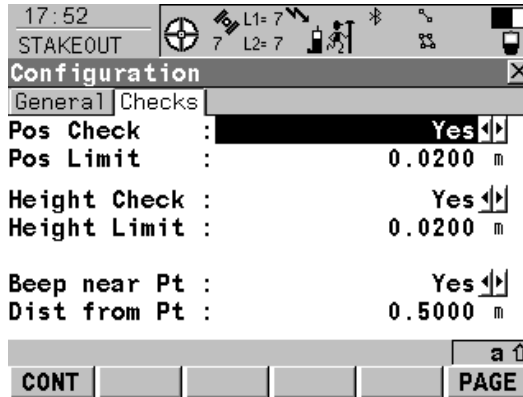 17:52
STAKEOUT
7 L1= 7
L2= 7
Configuration
General Checks
Pos Check : Yes
Pos Limit : 0.0200 m
Height Check : Yes
Height Limit : 0.0200 m
Beep near Pt : Yes
Dist from Pt : 0.5000 m
a
CONT PAGE